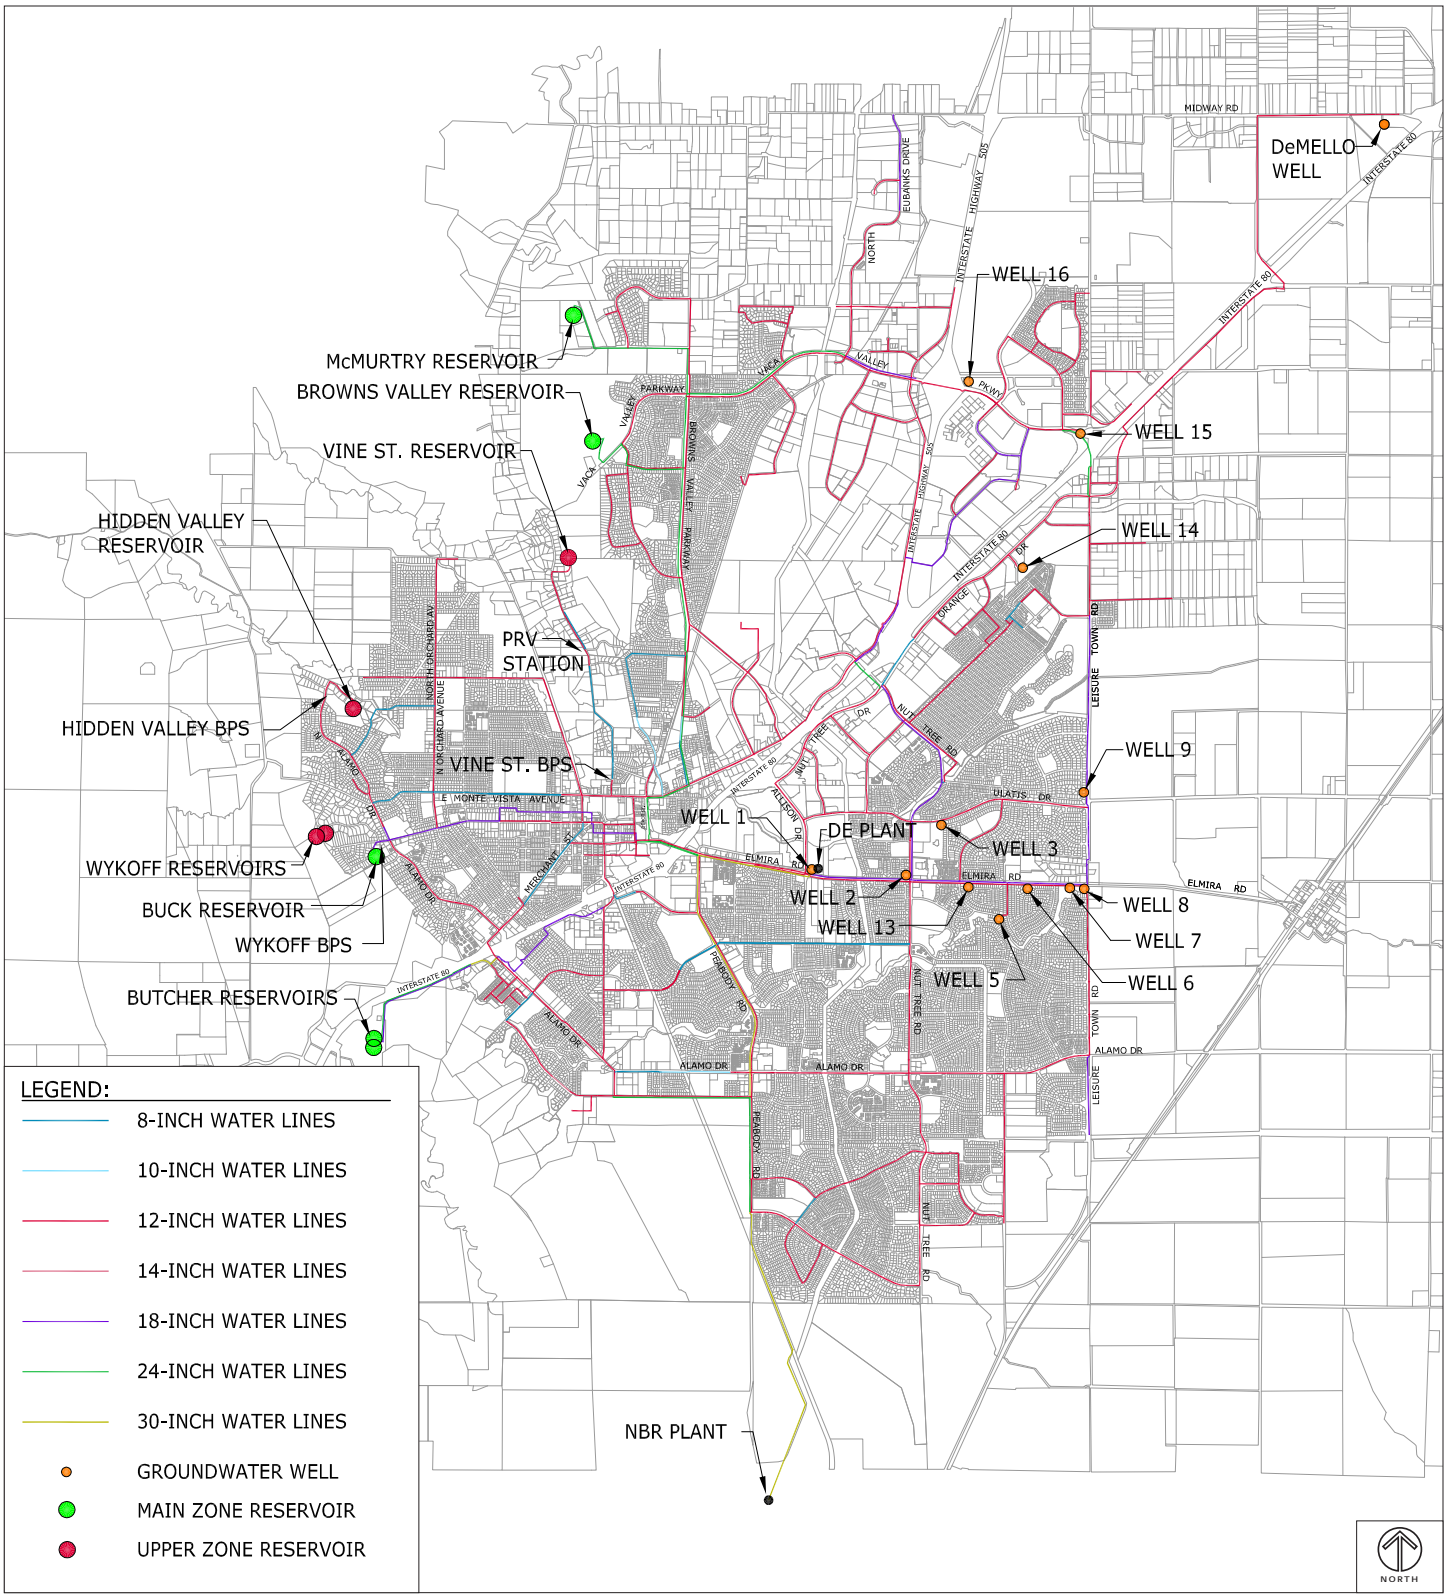 MIDWAY RD
DeMELLO
WELL
INTERSTATE 80
EUBANKS DRIVE
NORTH
INTERSTATE HIGHWAY 505
WELL 16
INTERSTATE 80
McMURTRY RESERVOIR
BROWNS VALLEY RESERVOIR
VINE ST. RESERVOIR
VACA VALLEY PARKWAY
VACA VALLEY PKWY
BROWNS VALLEY PARKWAY
WELL 15
HIDDEN VALLEY
RESERVOIR
INTERSTATE HIGHWAY 505
INTERSTATE 80
WELL 14
ORANGE DR
PRV
STATION
LEISURE TOWN RD
NORTH ORCHARD AV
N ORCHARD AVENUE
HIDDEN VALLEY BPS
N ALAMO DR
VINE ST. BPS
E MONTE VISTA AVENUE
INTERSTATE 80
NUT TREE DR
NUT TREE RD
WELL 9
ULATIS DR
ALLISON DR
WELL 1
DE PLANT
WELL 3
WYKOFF RESERVOIRS
MERCHANT ST
INTERSTATE 80
ELMIRA RD
ELMIRA RD
ELMIRA RD
WELL 2
WELL 13
WELL 8
WELL 7
ALAMO DR
BUCK RESERVOIR
WYKOFF BPS
WELL 5
WELL 6
PEABODY RD
NUT TREE RD
INTERSTATE 80
BUTCHER RESERVOIRS
ALAMO DR
ALAMO DR
ALAMO DR
ALAMO DR
LEISURE TOWN RD
PEABODY RD
NUT TREE RD
NBR PLANT
LEGEND:
8-INCH WATER LINES
10-INCH WATER LINES
12-INCH WATER LINES
14-INCH WATER LINES
18-INCH WATER LINES
24-INCH WATER LINES
30-INCH WATER LINES
GROUNDWATER WELL
MAIN ZONE RESERVOIR
UPPER ZONE RESERVOIR
NORTH